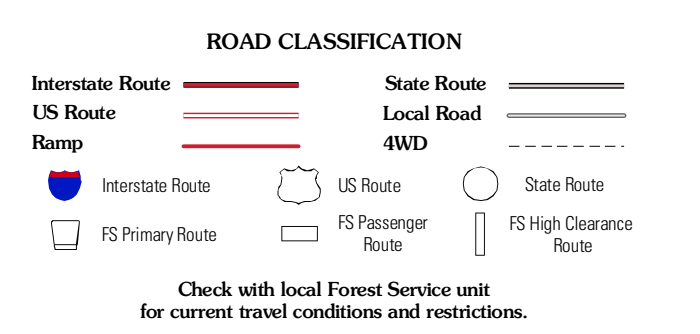 ROAD CLASSIFICATION
Interstate Route
State Route
US Route
Local Road
Ramp
4WD
Interstate Route
US Route
State Route
FS Primary Route
FS Passenger
Route
FS High Clearance
Route
Check with local Forest Service unit
for current travel conditions and restrictions.